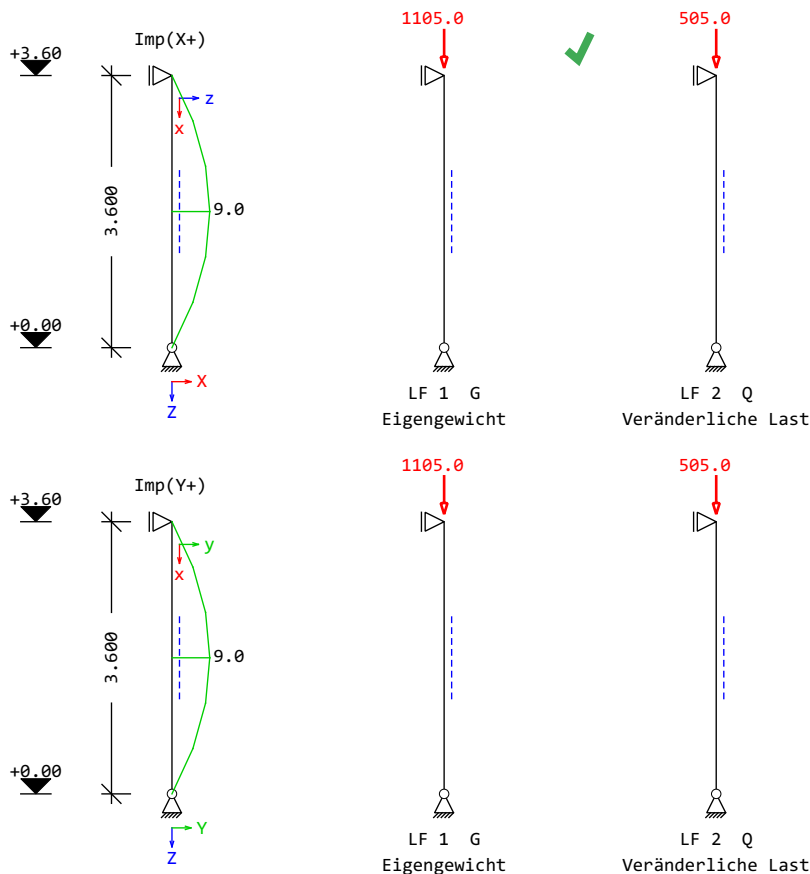 1105.0
505.0
Imp(X+)
+3.60
z
x
3.600
9.0
+0.00
X
Z
LF 1 G
Eigengewicht
LF 2 Q
Veränderliche Last
1105.0
505.0
Imp(Y+)
+3.60
y
x
3.600
9.0
+0.00
Y
Z
LF 1 G
Eigengewicht
LF 2 Q
Veränderliche Last